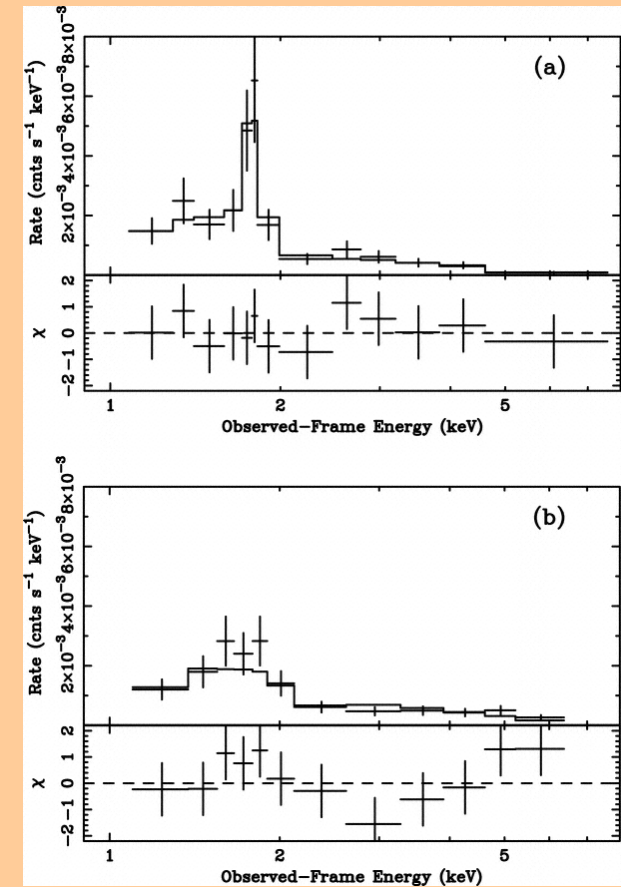 (a)
Rate (cnts s⁻¹ keV⁻¹)
2×10⁻³ 4×10⁻³ 6×10⁻³ 8×10⁻³
χ
−2 −1 0 1 2
1 2 5
Observed−Frame Energy (keV)
(b)
Rate (cnts s⁻¹ keV⁻¹)
2×10⁻³ 4×10⁻³ 6×10⁻³ 8×10⁻³
χ
−2 −1 0 1 2
1 2 5
Observed−Frame Energy (keV)